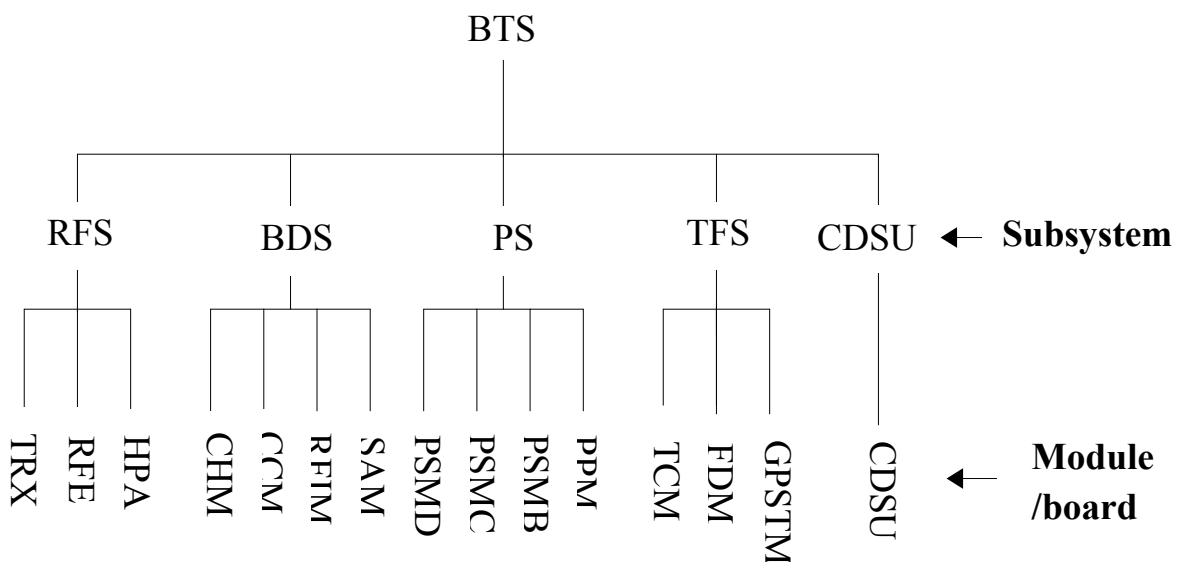 BTS
RFS
BDS
PS
TFS
CDSU
Subsystem
TRX
RFE
HPA
CHM
CCM
RFIM
SAM
PSMD
PSMC
PSMB
PPM
TCM
FDM
GPSTM
CDSU
Module
/board